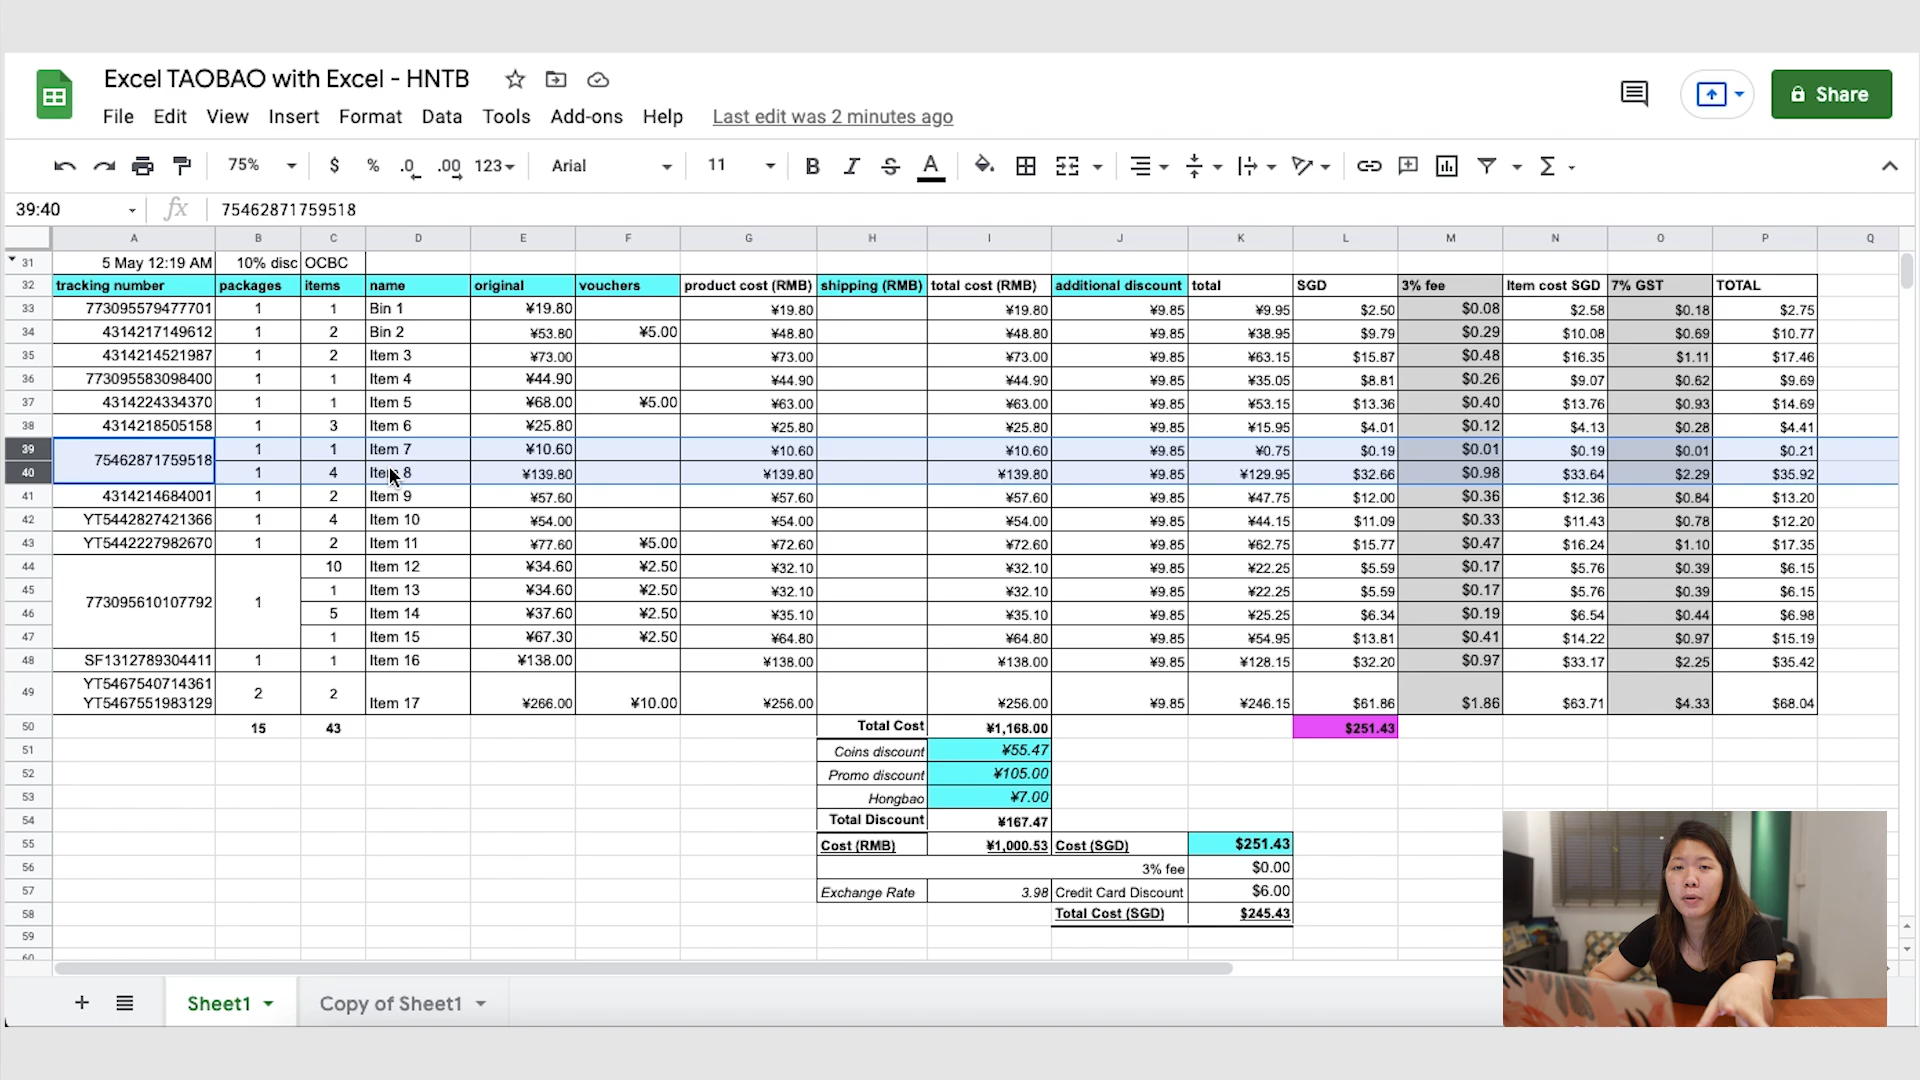 Excel TAOBAO with Excel - HNTB
File Edit View Insert Format Data Tools Add-ons Help Last edit was 2 minutes ago
Share
75% $ % .0 .00 123 Arial 11 B I S A
39:40 fx 75462871759518
A B C D E F G H I J K L M N O P Q
31 5 May 12:19 AM 10% disc OCBC
32 tracking number packages items name original vouchers product cost (RMB) shipping (RMB) total cost (RMB) additional discount total SGD 3% fee Item cost SGD 7% GST TOTAL
33 773095579477701 1 1 Bin 1 ¥19.80 ¥19.80 ¥19.80 ¥9.85 ¥9.95 $2.50 $0.08 $2.58 $0.18 $2.75
34 4314217149612 1 2 Bin 2 ¥53.80 ¥5.00 ¥48.80 ¥48.80 ¥9.85 ¥38.95 $9.79 $0.29 $10.08 $0.69 $10.77
35 4314214521987 1 2 Item 3 ¥73.00 ¥73.00 ¥73.00 ¥9.85 ¥63.15 $15.87 $0.48 $16.35 $1.11 $17.46
36 773095583098400 1 1 Item 4 ¥44.90 ¥44.90 ¥44.90 ¥9.85 ¥35.05 $8.81 $0.26 $9.07 $0.62 $9.69
37 4314224334370 1 1 Item 5 ¥68.00 ¥5.00 ¥63.00 ¥63.00 ¥9.85 ¥53.15 $13.36 $0.40 $13.76 $0.93 $14.69
38 4314218505158 1 3 Item 6 ¥25.80 ¥25.80 ¥25.80 ¥9.85 ¥15.95 $4.01 $0.12 $4.13 $0.28 $4.41
39 75462871759518 1 1 Item 7 ¥10.60 ¥10.60 ¥10.60 ¥9.85 ¥0.75 $0.19 $0.01 $0.19 $0.01 $0.21
40 1 4 Item 8 ¥139.80 ¥139.80 ¥139.80 ¥9.85 ¥129.95 $32.66 $0.98 $33.64 $2.29 $35.92
41 4314214684001 1 2 Item 9 ¥57.60 ¥57.60 ¥57.60 ¥9.85 ¥47.75 $12.00 $0.36 $12.36 $0.84 $13.20
42 YT5442827421366 1 4 Item 10 ¥54.00 ¥54.00 ¥54.00 ¥9.85 ¥44.15 $11.09 $0.33 $11.43 $0.78 $12.20
43 YT5442227982670 1 2 Item 11 ¥77.60 ¥5.00 ¥72.60 ¥72.60 ¥9.85 ¥62.75 $15.77 $0.47 $16.24 $1.10 $17.35
44 10 Item 12 ¥34.60 ¥2.50 ¥32.10 ¥32.10 ¥9.85 ¥22.25 $5.59 $0.17 $5.76 $0.39 $6.15
45 773095610107792 1 1 Item 13 ¥34.60 ¥2.50 ¥32.10 ¥32.10 ¥9.85 ¥22.25 $5.59 $0.17 $5.76 $0.39 $6.15
46 5 Item 14 ¥37.60 ¥2.50 ¥35.10 ¥35.10 ¥9.85 ¥25.25 $6.34 $0.19 $6.54 $0.44 $6.98
47 1 Item 15 ¥67.30 ¥2.50 ¥64.80 ¥64.80 ¥9.85 ¥54.95 $13.81 $0.41 $14.22 $0.97 $15.19
48 SF1312789304411 1 1 Item 16 ¥138.00 ¥138.00 ¥138.00 ¥9.85 ¥128.15 $32.20 $0.97 $33.17 $2.25 $35.42
YT5467540714361
49 YT5467551983129 2 2 Item 17 ¥266.00 ¥10.00 ¥256.00 ¥256.00 ¥9.85 ¥246.15 $61.86 $1.86 $63.71 $4.33 $68.04
50 15 43 Total Cost ¥1,168.00 $251.43
51 Coins discount ¥55.47
52 Promo discount ¥105.00
53 Hongbao ¥7.00
54 Total Discount ¥167.47
55 Cost (RMB) ¥1,000.53 Cost (SGD) $251.43
56 3% fee $0.00
57 Exchange Rate 3.98 Credit Card Discount $6.00
58 Total Cost (SGD) $245.43
59
60
Sheet1 Copy of Sheet1